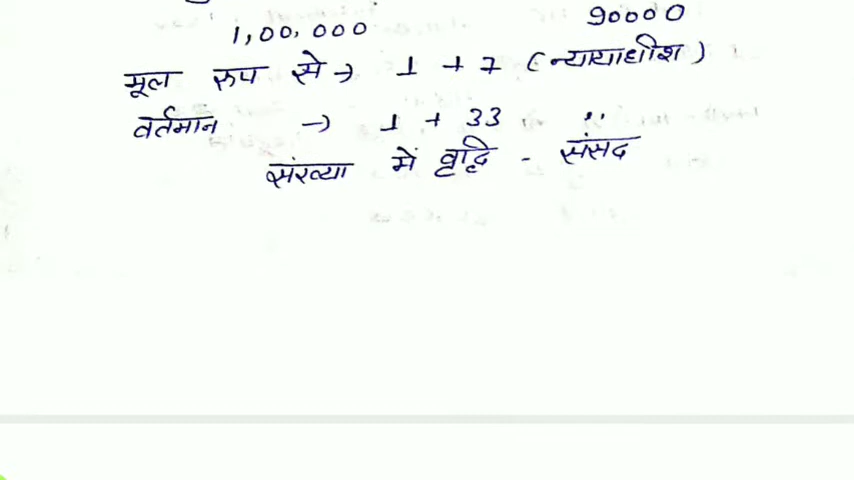 1,00,000 90000
मूल रुप से → 1 + 7 (न्यायाधीश)
वर्तमान → 1 + 33 "
संख्या में वृद्धि - संसद